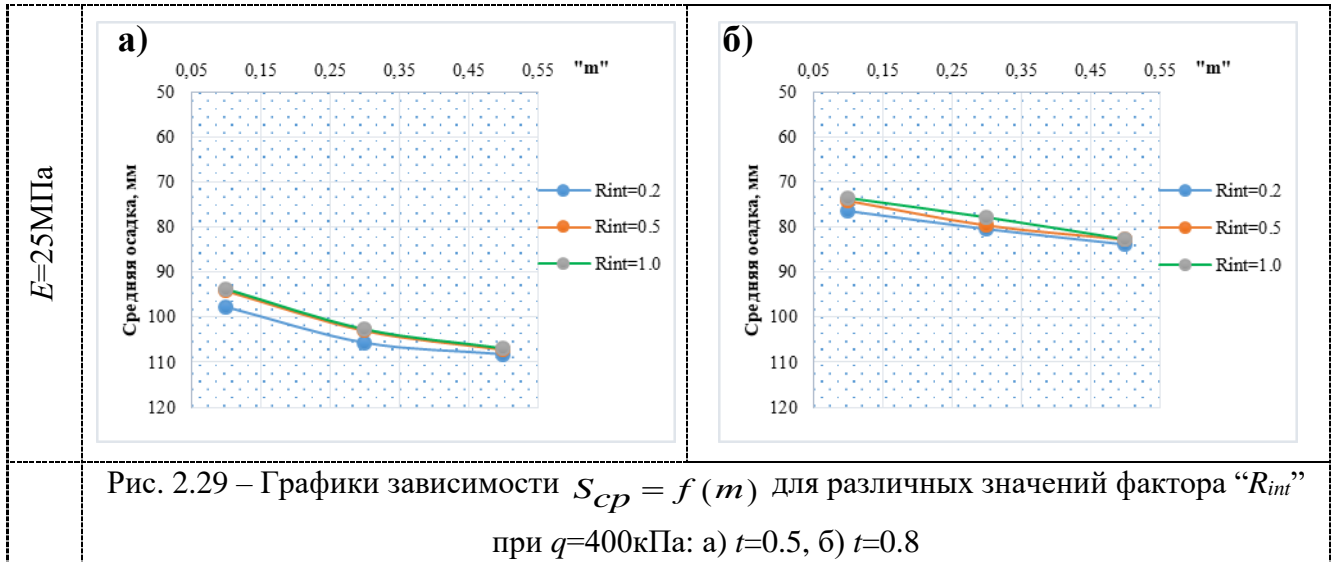 E=25МПа
а)
0,05 0,15 0,25 0,35 0,45 0,55 "m"
50
60
70
80
90
100
110
120
Средняя осадка, мм
Rint=0.2
Rint=0.5
Rint=1.0
б)
0,05 0,15 0,25 0,35 0,45 0,55 "m"
50
60
70
80
90
100
110
120
Средняя осадка, мм
Rint=0.2
Rint=0.5
Rint=1.0
Рис. 2.29 – Графики зависимости S_{ср} = f(m) для различных значений фактора “R_{int}”
при q=400кПа: а) t=0.5, б) t=0.8